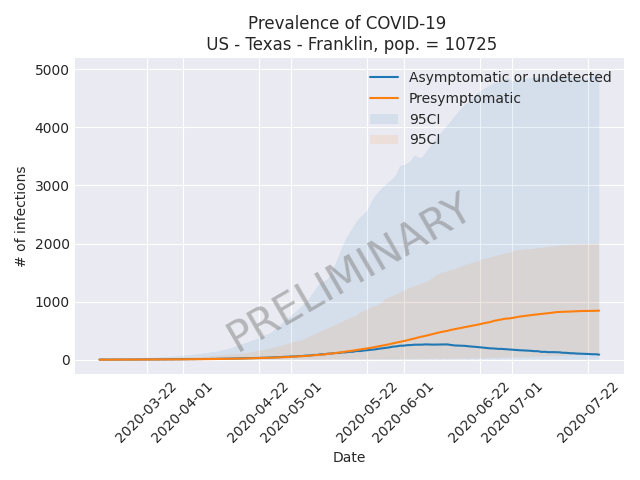 Prevalence of COVID-19
US - Texas - Franklin, pop. = 10725
5000
4000
3000
2000
1000
0
# of infections
Asymptomatic or undetected
Presymptomatic
95CI
95CI
PRELIMINARY
2020-03-22
2020-04-01
2020-04-22
2020-05-01
2020-05-22
2020-06-01
2020-06-22
2020-07-01
2020-07-22
Date